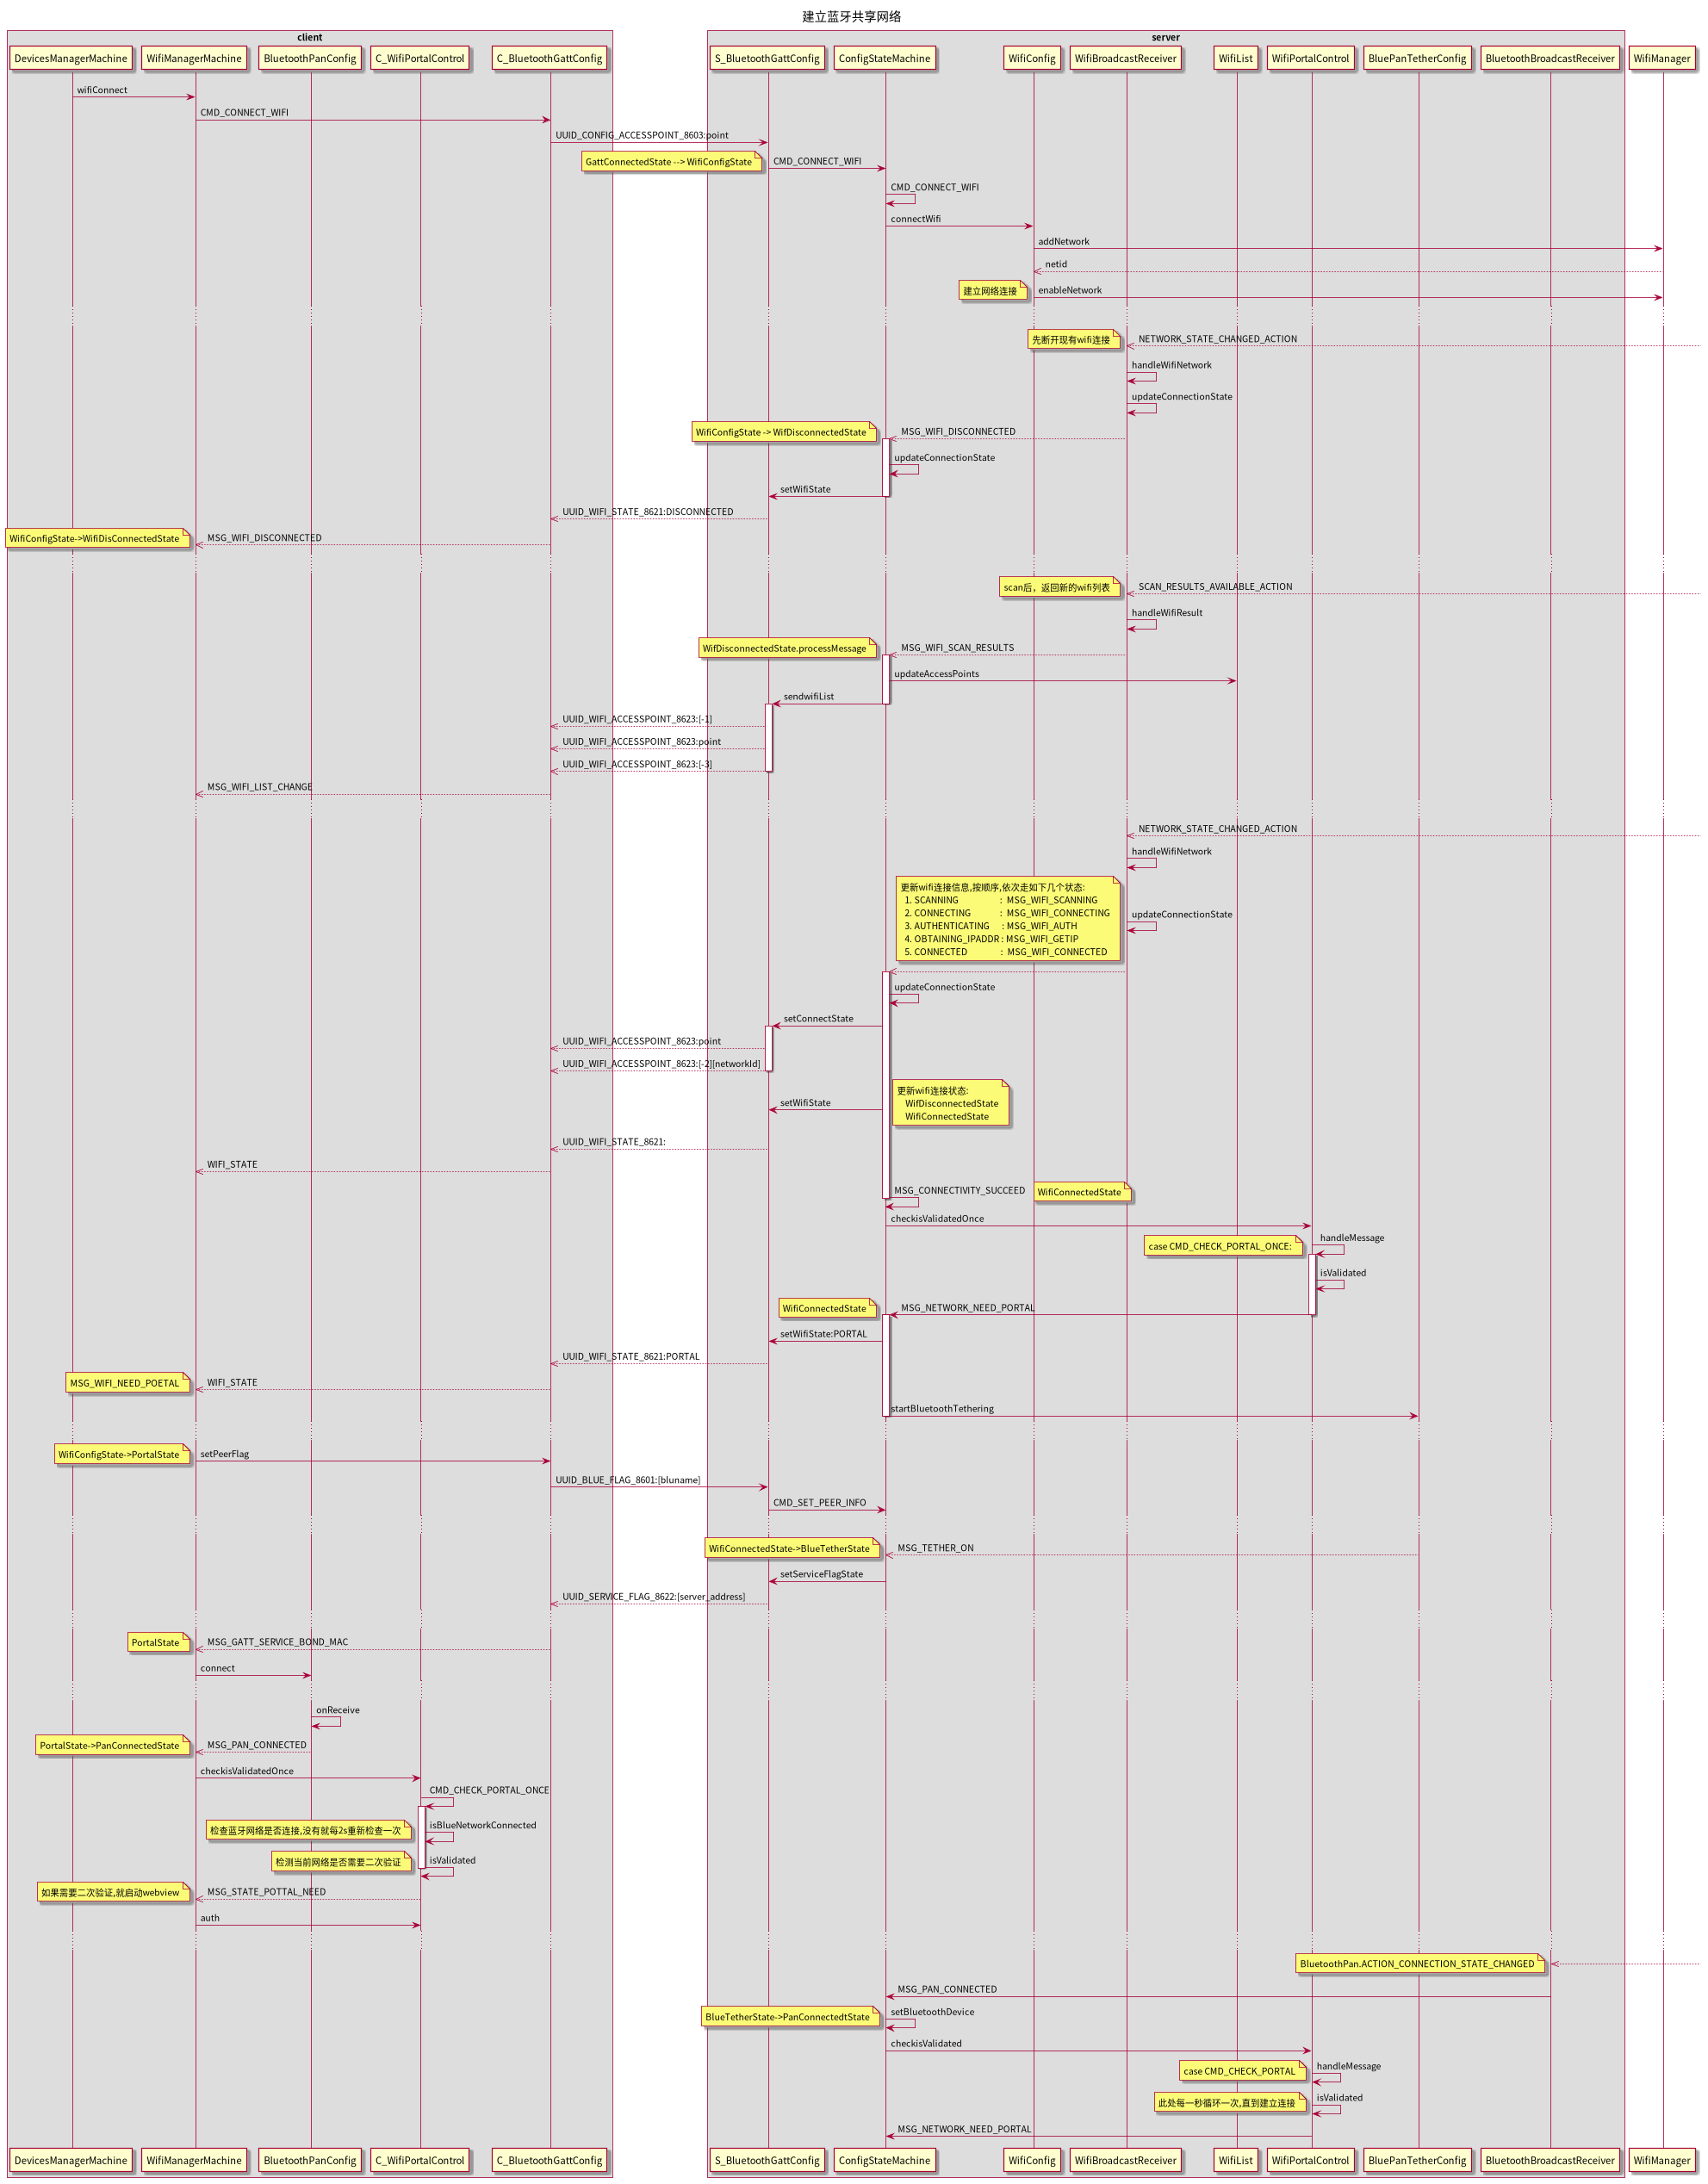 建立蓝牙共享网络
client
server
DevicesManagerMachine
WifiManagerMachine
BluetoothPanConfig
C_WifiPortalControl
C_BluetoothGattConfig
S_BluetoothGattConfig
ConfigStateMachine
WifiConfig
WifiBroadcastReceiver
WifiList
WifiPortalControl
BluePanTetherConfig
BluetoothBroadcastReceiver
WifiManager
wifiConnect
CMD_CONNECT_WIFI
UUID_CONFIG_ACCESSPOINT_8603:point
GattConnectedState --> WifiConfigState
CMD_CONNECT_WIFI
CMD_CONNECT_WIFI
connectWifi
addNetwork
netid
建立网络连接
enableNetwork
先断开现有wifi连接
NETWORK_STATE_CHANGED_ACTION
handleWifiNetwork
updateConnectionState
WifiConfigState -> WifDisconnectedState
MSG_WIFI_DISCONNECTED
updateConnectionState
setWifiState
UUID_WIFI_STATE_8621:DISCONNECTED
WifiConfigState->WifiDisConnectedState
MSG_WIFI_DISCONNECTED
scan后，返回新的wifi列表
SCAN_RESULTS_AVAILABLE_ACTION
handleWifiResult
WifDisconnectedState.processMessage
MSG_WIFI_SCAN_RESULTS
updateAccessPoints
sendwifiList
UUID_WIFI_ACCESSPOINT_8623:[-1]
UUID_WIFI_ACCESSPOINT_8623:point
UUID_WIFI_ACCESSPOINT_8623:[-3]
MSG_WIFI_LIST_CHANGE
NETWORK_STATE_CHANGED_ACTION
handleWifiNetwork
更新wifi连接信息,按顺序,依次走如下几个状态:
1. SCANNING : MSG_WIFI_SCANNING
2. CONNECTING : MSG_WIFI_CONNECTING
3. AUTHENTICATING : MSG_WIFI_AUTH
4. OBTAINING_IPADDR : MSG_WIFI_GETIP
5. CONNECTED : MSG_WIFI_CONNECTED
updateConnectionState
updateConnectionState
setConnectState
UUID_WIFI_ACCESSPOINT_8623:point
UUID_WIFI_ACCESSPOINT_8623:[-2][networkId]
setWifiState
更新wifi连接状态:
WifDisconnectedState
WifiConnectedState
UUID_WIFI_STATE_8621:
WIFI_STATE
MSG_CONNECTIVITY_SUCCEED
WifiConnectedState
checkisValidatedOnce
case CMD_CHECK_PORTAL_ONCE:
handleMessage
isValidated
WifiConnectedState
MSG_NETWORK_NEED_PORTAL
setWifiState:PORTAL
UUID_WIFI_STATE_8621:PORTAL
MSG_WIFI_NEED_POETAL
WIFI_STATE
startBluetoothTethering
WifiConfigState->PortalState
setPeerFlag
UUID_BLUE_FLAG_8601:[bluname]
CMD_SET_PEER_INFO
WifiConnectedState->BlueTetherState
MSG_TETHER_ON
setServiceFlagState
UUID_SERVICE_FLAG_8622:[server_address]
PortalState
MSG_GATT_SERVICE_BOND_MAC
connect
onReceive
PortalState->PanConnectedState
MSG_PAN_CONNECTED
checkisValidatedOnce
CMD_CHECK_PORTAL_ONCE
检查蓝牙网络是否连接,没有就每2s重新检查一次
isBlueNetworkConnected
检测当前网络是否需要二次验证
isValidated
如果需要二次验证,就启动webview
MSG_STATE_POTTAL_NEED
auth
BluetoothPan.ACTION_CONNECTION_STATE_CHANGED
MSG_PAN_CONNECTED
BlueTetherState->PanConnectedtState
setBluetoothDevice
checkisValidated
case CMD_CHECK_PORTAL
handleMessage
此处每一秒循环一次,直到建立连接
isValidated
MSG_NETWORK_NEED_PORTAL
DevicesManagerMachine
WifiManagerMachine
BluetoothPanConfig
C_WifiPortalControl
C_BluetoothGattConfig
S_BluetoothGattConfig
ConfigStateMachine
WifiConfig
WifiBroadcastReceiver
WifiList
WifiPortalControl
BluePanTetherConfig
BluetoothBroadcastReceiver
WifiManager